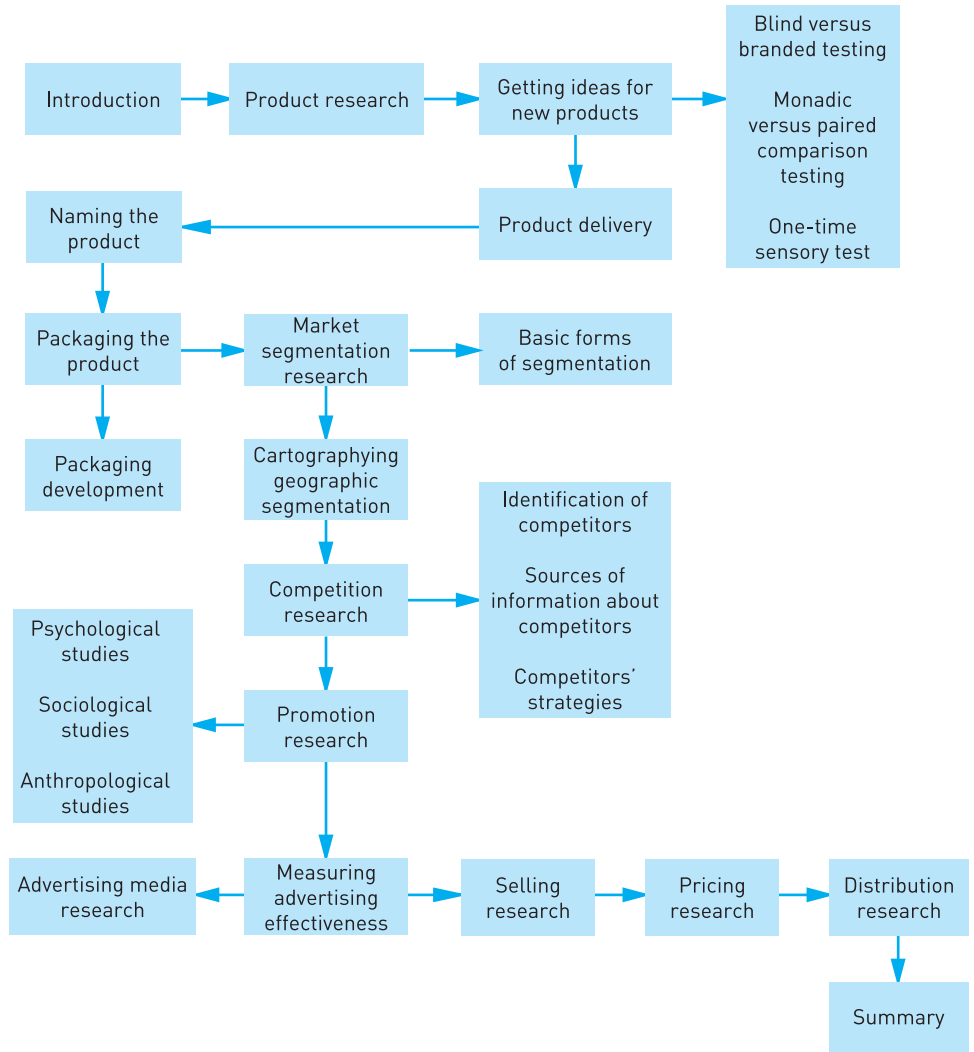 Introduction
Product research
Getting ideas for
new products
Blind versus
branded testing
Monadic
versus paired
comparison
testing
One-time
sensory test
Naming the
product
Product delivery
Packaging the
product
Market
segmentation
research
Basic forms
of segmentation
Packaging
development
Cartographying
geographic
segmentation
Competition
research
Identification of
competitors
Sources of
information about
competitors
Competitors’
strategies
Psychological
studies
Sociological
studies
Anthropological
studies
Promotion
research
Advertising media
research
Measuring
advertising
effectiveness
Selling
research
Pricing
research
Distribution
research
Summary